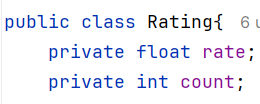 public class Rating{ 6 u
private float rate;
private int count;